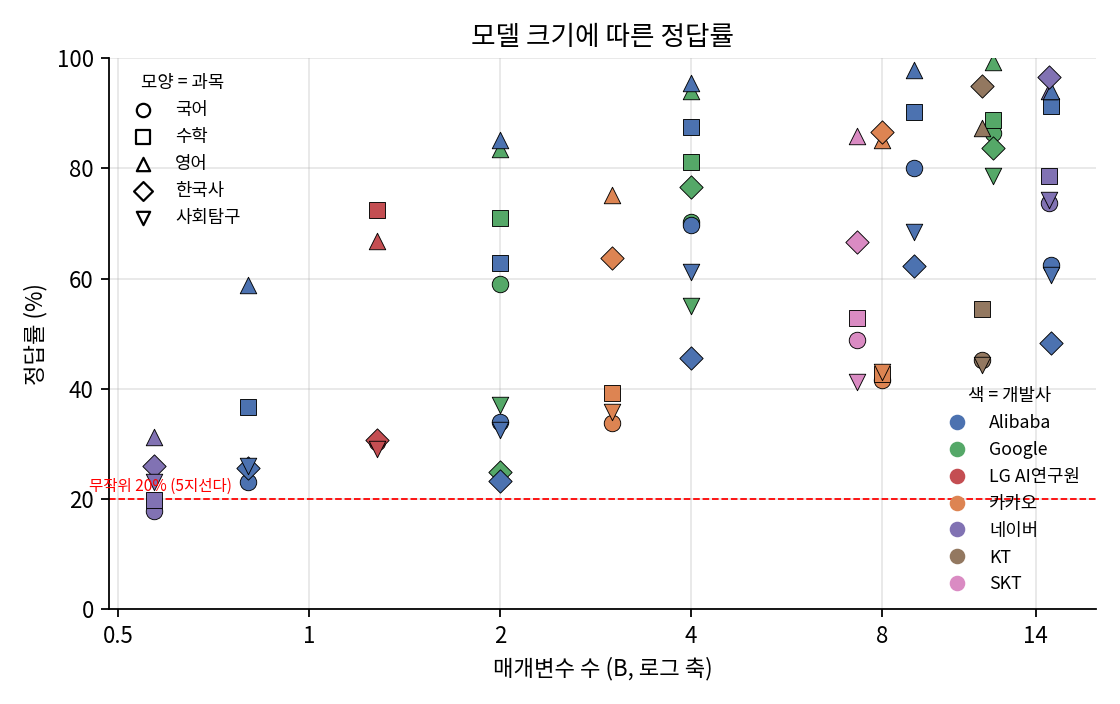 모델 크기에 따른 정답률
정답률 (%)
100
80
60
40
20
0
모양 = 과목
국어
수학
영어
한국사
사회탐구
무작위 20% (5지선다)
색 = 개발사
Alibaba
Google
LG AI연구원
카카오
네이버
KT
SKT
0.5
1
2
4
8
14
매개변수 수 (B, 로그 축)